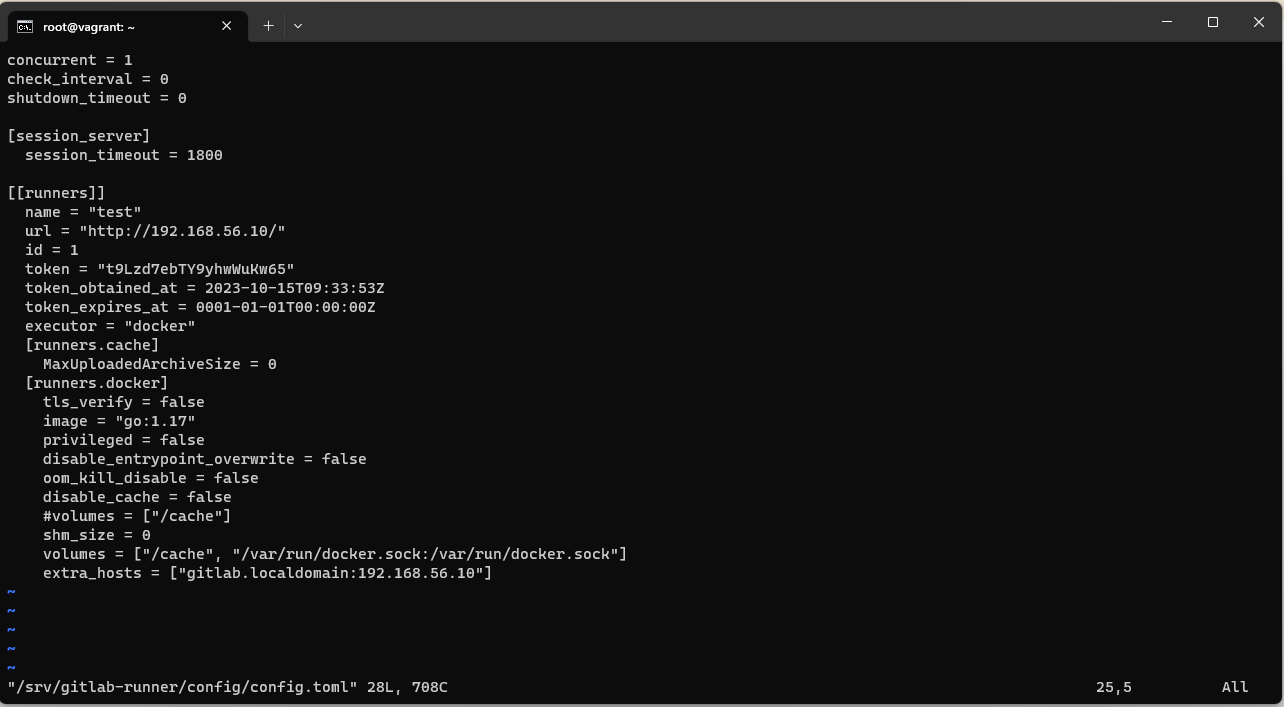 root@vagrant: ~
concurrent = 1
check_interval = 0
shutdown_timeout = 0

[session_server]
  session_timeout = 1800

[[runners]]
  name = "test"
  url = "http://192.168.56.10/"
  id = 1
  token = "t9Lzd7ebTY9yhwWuKw65"
  token_obtained_at = 2023-10-15T09:33:53Z
  token_expires_at = 0001-01-01T00:00:00Z
  executor = "docker"
  [runners.cache]
    MaxUploadedArchiveSize = 0
  [runners.docker]
    tls_verify = false
    image = "go:1.17"
    privileged = false
    disable_entrypoint_overwrite = false
    oom_kill_disable = false
    disable_cache = false
    #volumes = ["/cache"]
    shm_size = 0
    volumes = ["/cache", "/var/run/docker.sock:/var/run/docker.sock"]
    extra_hosts = ["gitlab.localdomain:192.168.56.10"]
~
~
~
~
~
"/srv/gitlab-runner/config/config.toml" 28L, 708C 25,5 All